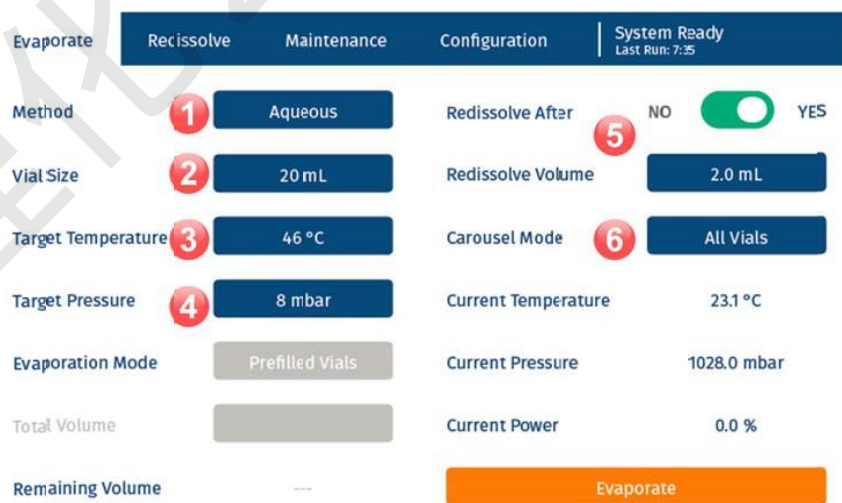 Evaporate Redissolve Maintenance Configuration System Ready
Last Run: 7:35
Method 1 Aqueous
Vial Size 2 20 mL
Target Temperature 3 46 °C
Target Pressure 4 8 mbar
Evaporation Mode Prefilled Vials
Total Volume
Remaining Volume ---
Redissolve After NO YES
5
Redissolve Volume 2.0 mL
Carousel Mode 6 All Vials
Current Temperature 23.1 °C
Current Pressure 1028.0 mbar
Current Power 0.0 %
Evaporate